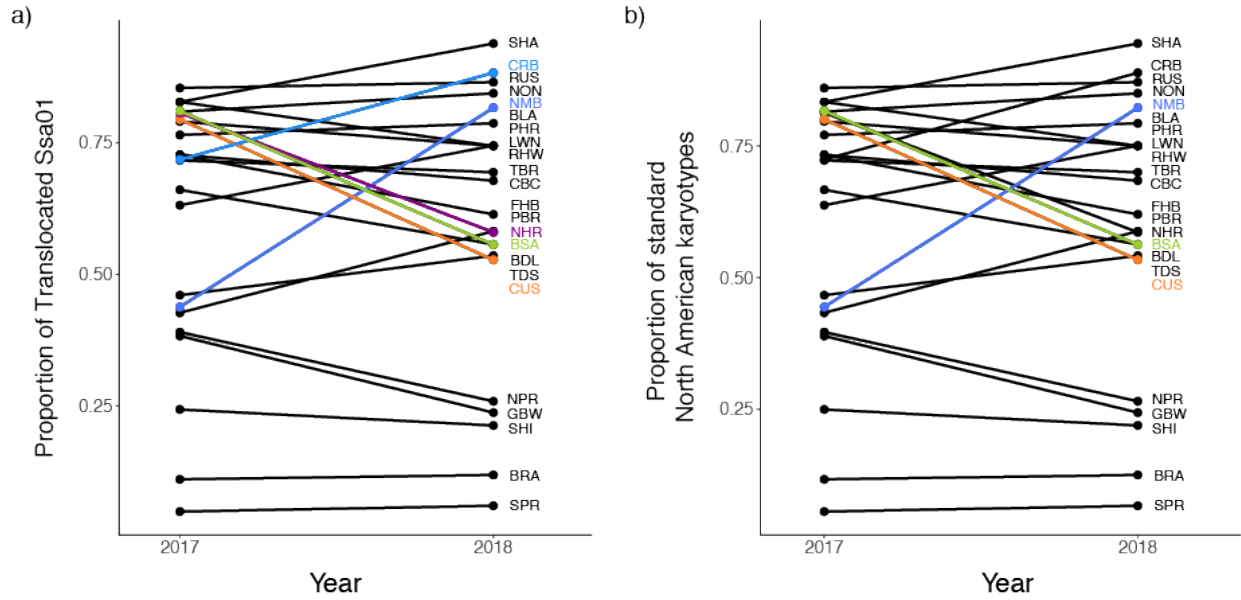 a)
Proportion of Translocated Ssa01
0.75
0.50
0.25
SHA
CRB
RUS
NON
NMB
BLA
PHR
LWN
RHW
TBR
CBC
FHB
PBR
NHR
BSA
BDL
TDS
CUS
NPR
GBW
SHI
BRA
SPR
2017
2018
Year
b)
Proportion of standard
North American karyotypes
0.75
0.50
0.25
SHA
CRB
RUS
NON
NMB
BLA
PHR
LWN
RHW
TBR
CBC
FHB
PBR
NHR
BSA
BDL
TDS
CUS
NPR
GBW
SHI
BRA
SPR
2017
2018
Year